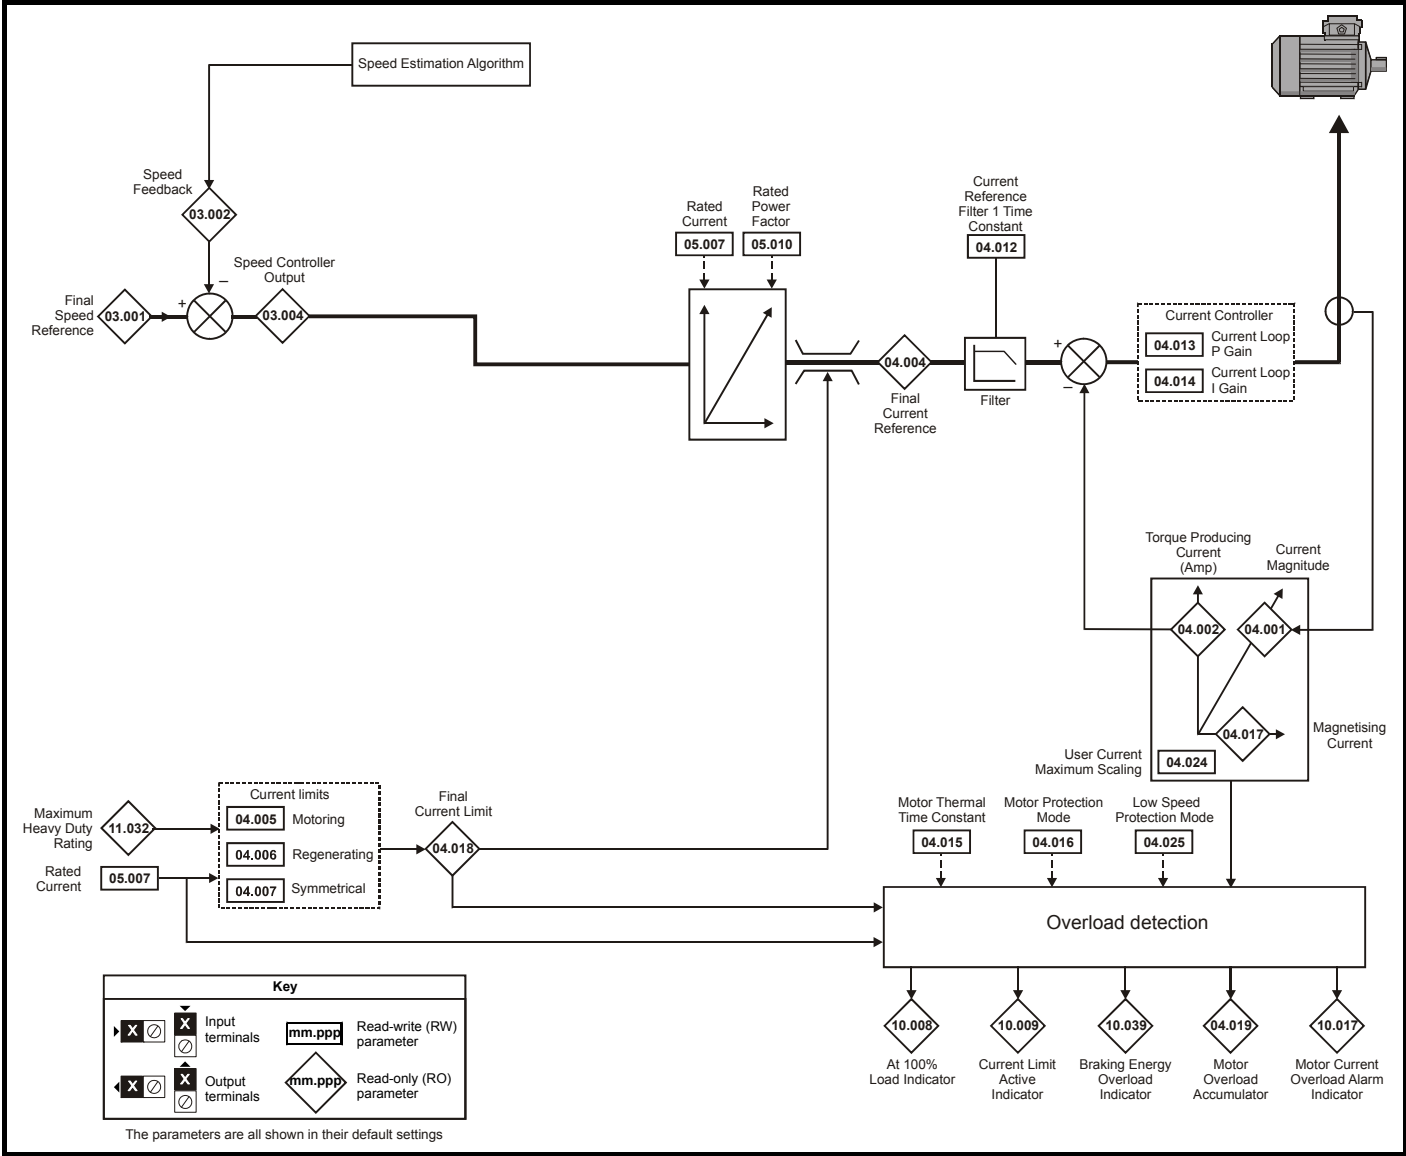 Speed Estimation Algorithm
Speed
Feedback
03.002
Final
Speed
Reference
03.001
+
–
Speed Controller
Output
03.004
Rated
Current
05.007
Rated
Power
Factor
05.010
Current
Reference
Filter 1 Time
Constant
04.012
04.004
Final
Current
Reference
Filter
+
–
Current Controller
04.013
Current Loop
P Gain
04.014
Current Loop
I Gain
Torque Producing
Current
(Amp)
Current
Magnitude
04.002
04.001
04.017
Magnetising
Current
User Current
Maximum Scaling
04.024
Maximum
Heavy Duty
Rating
11.032
Rated
Current
05.007
Current limits
04.005
Motoring
04.006
Regenerating
04.007
Symmetrical
Final
Current Limit
04.018
Motor Thermal
Time Constant
04.015
Motor Protection
Mode
04.016
Low Speed
Protection Mode
04.025
Overload detection
10.008
At 100%
Load Indicator
10.009
Current Limit
Active
Indicator
10.039
Braking Energy
Overload
Indicator
04.019
Motor
Overload
Accumulator
10.017
Motor Current
Overload Alarm
Indicator
Key
X
X
Input
terminals
mm.ppp
Read-write (RW)
parameter
X
X
Output
terminals
mm.ppp
Read-only (RO)
parameter
The parameters are all shown in their default settings